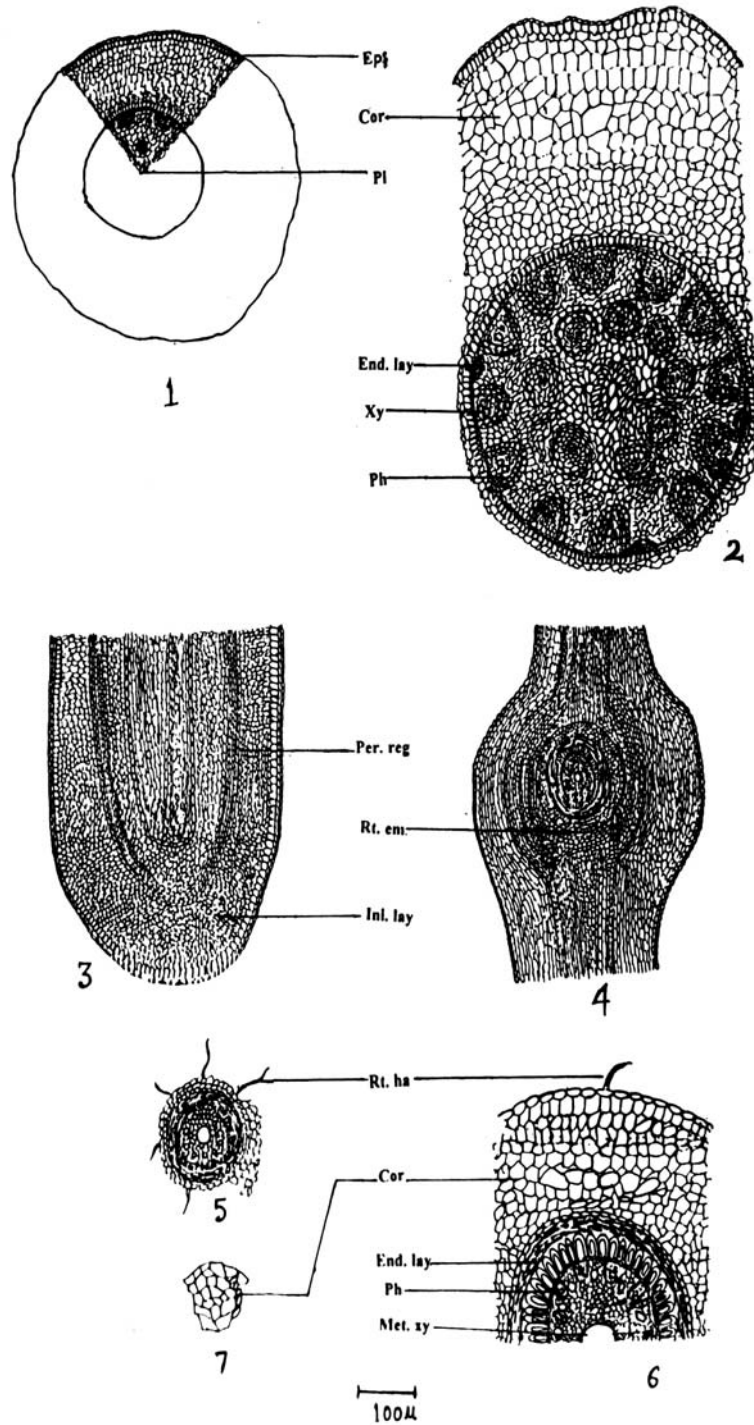 Epi
Cor
Pl
1
End. lay
Xy
Ph
2
Per. reg
Rt. em.
Inl. lay
3
4
Rt. ha
5
Cor
End. lay
Ph
Met. xy
7
6
100µ